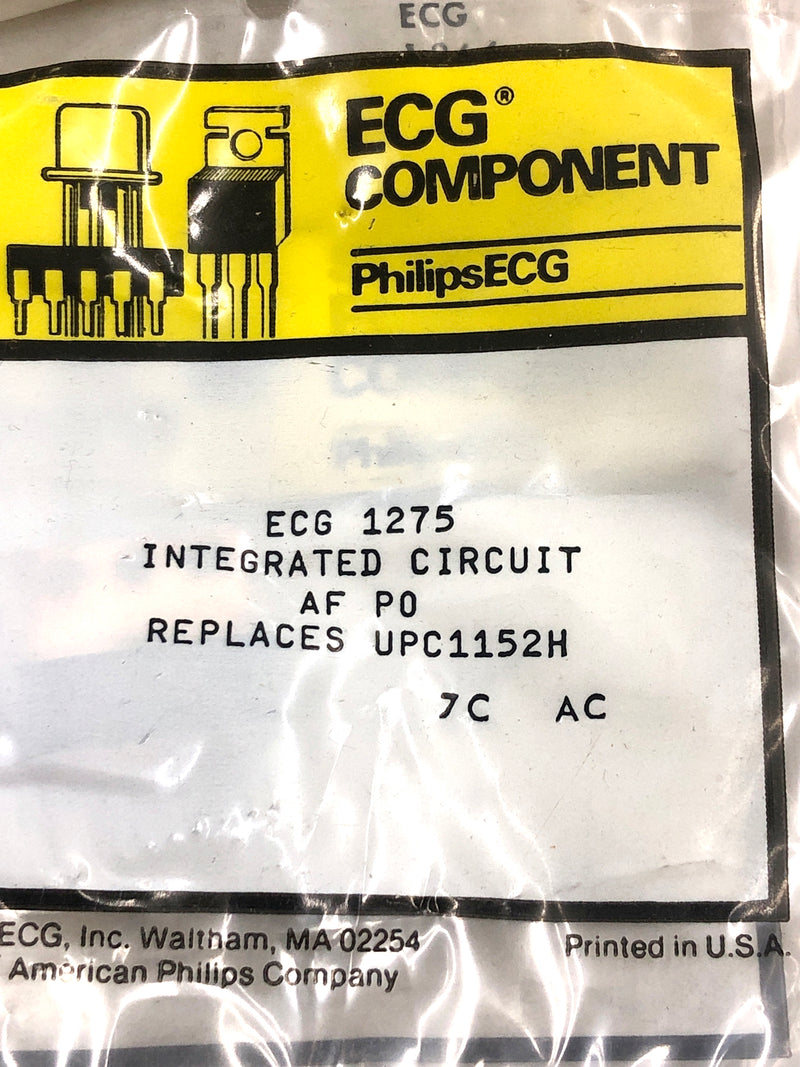 ECG
ECG®
COMPONENT
PhilipsECG
ECG 1275
INTEGRATED CIRCUIT
AF PO
REPLACES UPC1152H
7C AC
ECG, Inc. Waltham, MA 02254
Printed in U.S.A.
American Philips Company